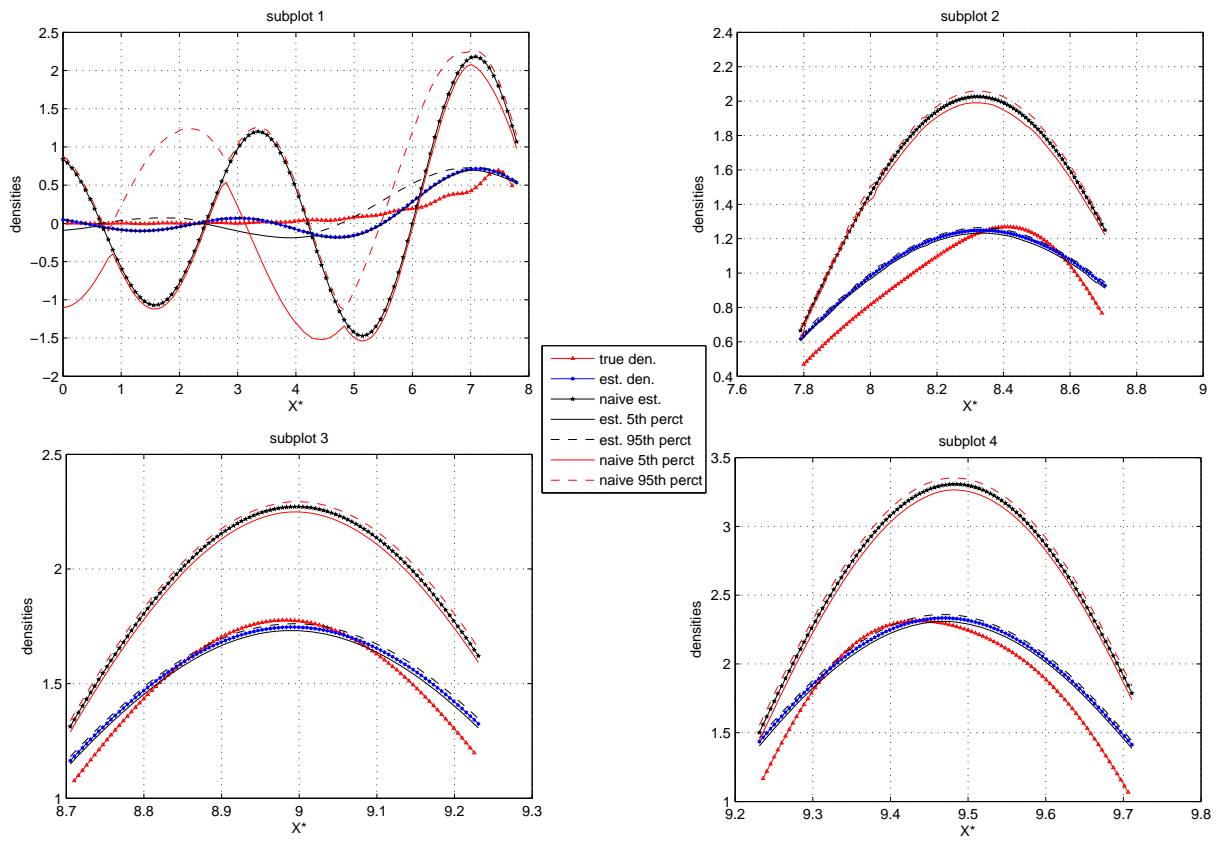 subplot 1
2.5
2
1.5
1
0.5
0
−0.5
−1
−1.5
−2
densities
0 1 2 3 4 5 6 7 8
X*
subplot 2
2.4
2.2
2
1.8
1.6
1.4
1.2
1
0.8
0.6
0.4
densities
7.6 7.8 8 8.2 8.4 8.6 8.8 9
X*
true den.
est. den.
naive est.
est. 5th perct
est. 95th perct
naive 5th perct
naive 95th perct
subplot 3
2.5
2
1.5
1
densities
8.7 8.8 8.9 9 9.1 9.2 9.3
X*
subplot 4
3.5
3
2.5
2
1.5
1
densities
9.2 9.3 9.4 9.5 9.6 9.7 9.8
X*